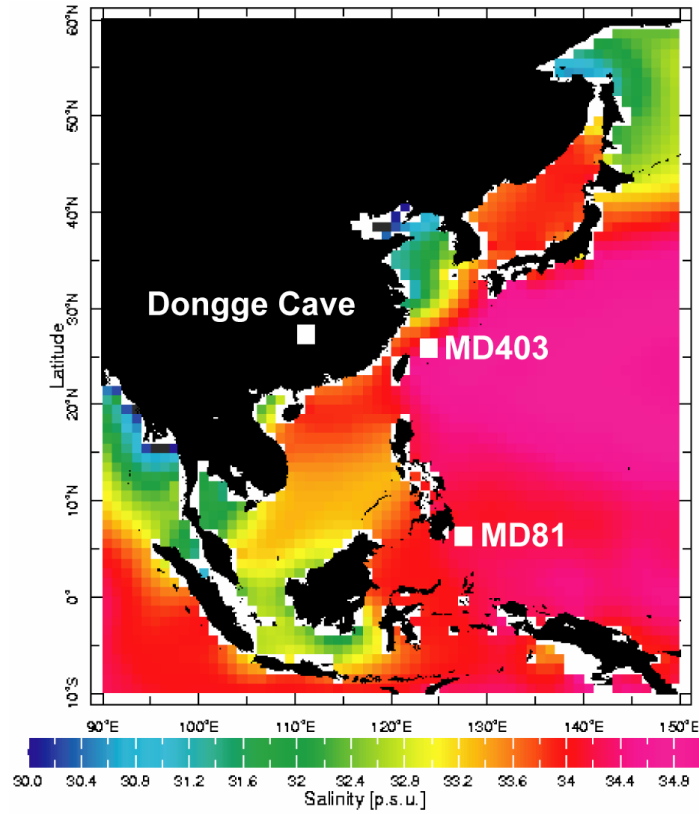 60°N
50°N
40°N
30°N
20°N
10°N
0°
10°S
Latitude
Dongge Cave
MD403
MD81
90°E 100°E 110°E 120°E 130°E 140°E 150°E
30.0 30.4 30.8 31.2 31.6 32 32.4 32.8 33.2 33.6 34 34.4 34.8
Salinity [p.s.u.]